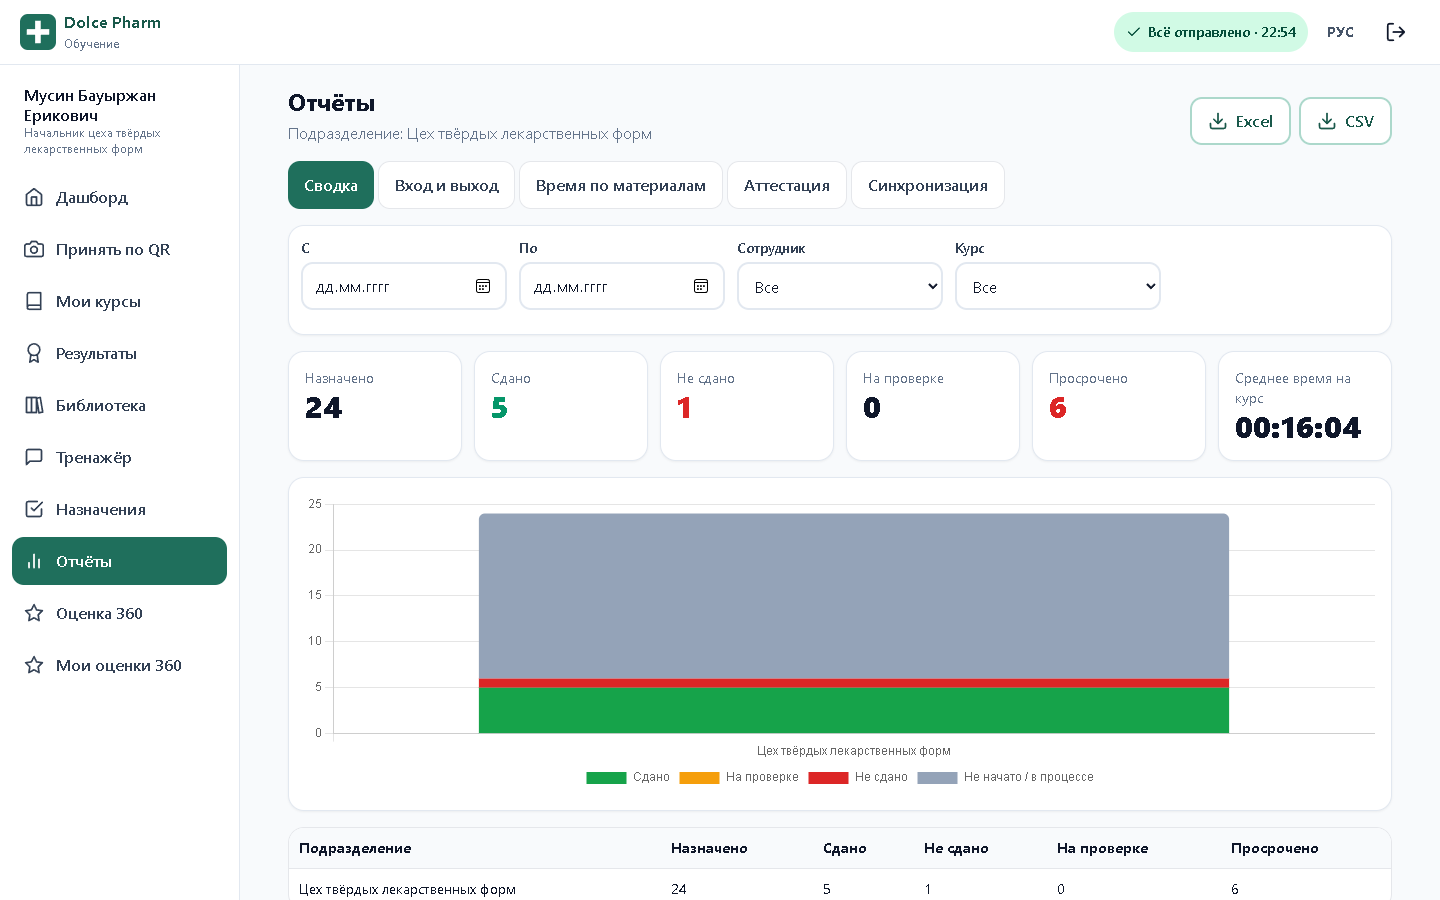 Dolce Pharm
Обучение
Всё отправлено · 22:54
РУС
Мусин Бауыржан
Ерикович
Начальник цеха твёрдых
лекарственных форм
Дашборд
Принять по QR
Мои курсы
Результаты
Библиотека
Тренажёр
Назначения
Отчёты
Оценка 360
Мои оценки 360
Отчёты
Подразделение: Цех твёрдых лекарственных форм
Excel
CSV
Сводка
Вход и выход
Время по материалам
Аттестация
Синхронизация
С
По
Сотрудник
Курс
дд.мм.гггг
дд.мм.гггг
Все
Все
Назначено
24
Сдано
5
Не сдано
1
На проверке
0
Просрочено
6
Среднее время на
курс
00:16:04
25
20
15
10
5
0
Цех твёрдых лекарственных форм
Сдано
На проверке
Не сдано
Не начато / в процессе
Подразделение Назначено Сдано Не сдано На проверке Просрочено
Цех твёрдых лекарственных форм 24 5 1 0 6